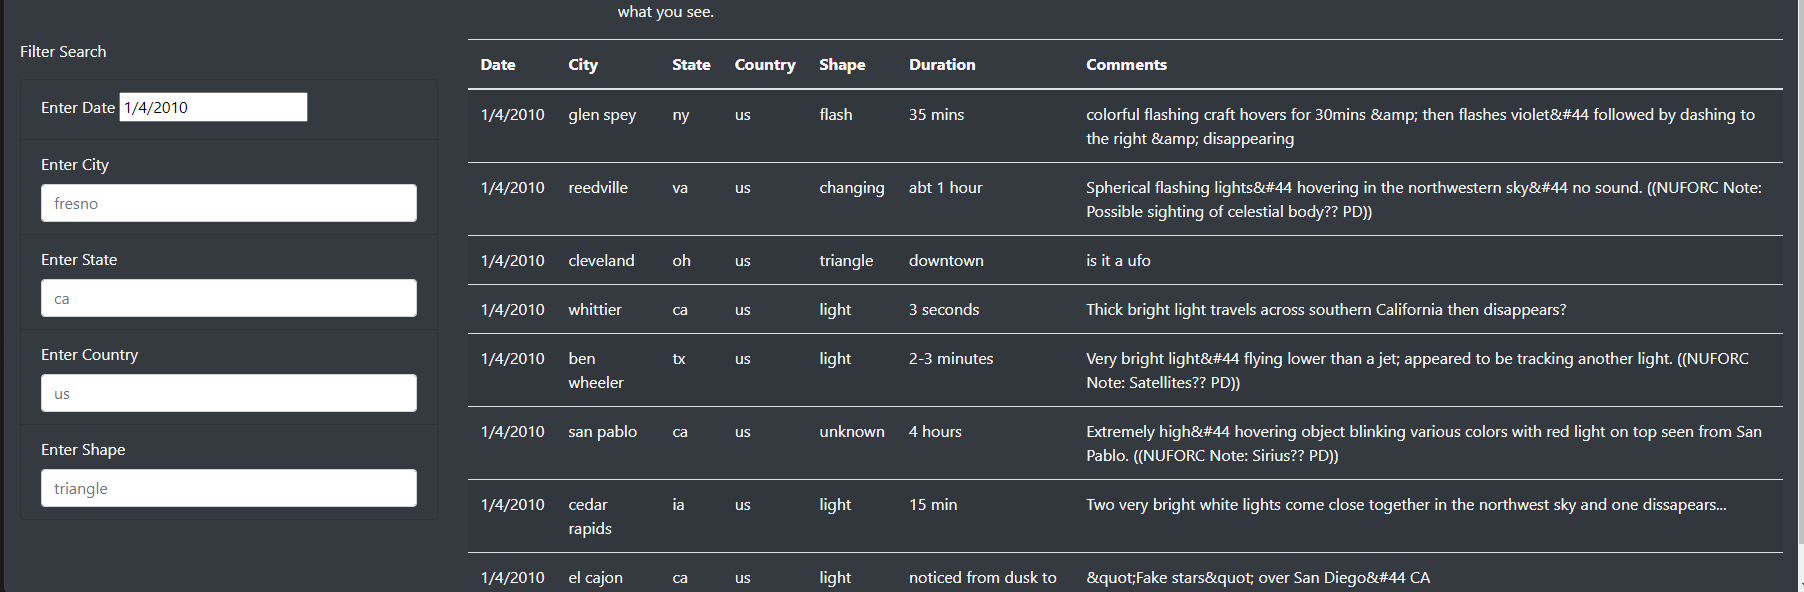 what you see.
Filter Search
Enter Date 1/4/2010
Enter City
fresno
Enter State
ca
Enter Country
us
Enter Shape
triangle
Date City State Country Shape Duration Comments
1/4/2010 glen spey ny us flash 35 mins colorful flashing craft hovers for 30mins &amp; then flashes violet&#44 followed by dashing to
the right &amp; disappearing
1/4/2010 reedville va us changing abt 1 hour Spherical flashing lights&#44 hovering in the northwestern sky&#44 no sound. ((NUFORC Note:
Possible sighting of celestial body?? PD))
1/4/2010 cleveland oh us triangle downtown is it a ufo
1/4/2010 whittier ca us light 3 seconds Thick bright light travels across southern California then disappears?
1/4/2010 ben tx us light 2-3 minutes Very bright light&#44 flying lower than a jet; appeared to be tracking another light. ((NUFORC
wheeler Note: Satellites?? PD))
1/4/2010 san pablo ca us unknown 4 hours Extremely high&#44 hovering object blinking various colors with red light on top seen from San
Pablo. ((NUFORC Note: Sirius?? PD))
1/4/2010 cedar ia us light 15 min Two very bright white lights come close together in the northwest sky and one dissapears...
rapids
1/4/2010 el cajon ca us light noticed from dusk to &quot;Fake stars&quot; over San Diego&#44 CA